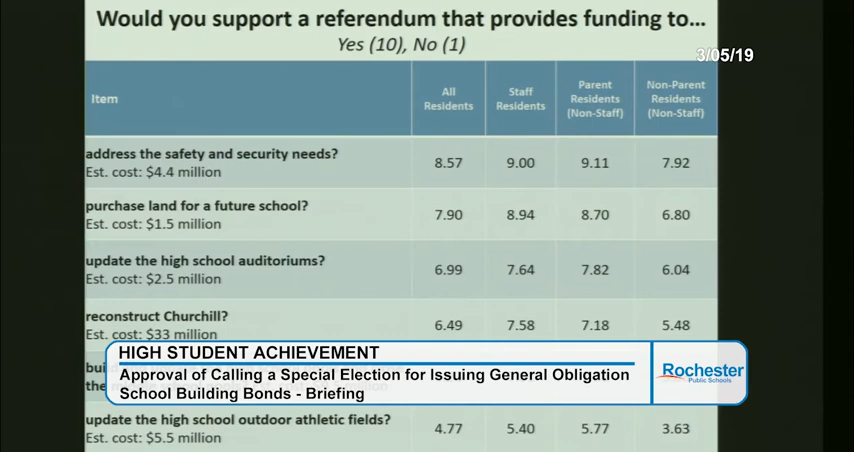 Would you support a referendum that provides funding to...
Yes (10), No (1)
3/05/19
Item
All Residents
Staff Residents
Parent Residents (Non-Staff)
Non-Parent Residents (Non-Staff)
address the safety and security needs?
Est. cost: $4.4 million
8.57 9.00 9.11 7.92
purchase land for a future school?
Est. cost: $1.5 million
7.90 8.94 8.70 6.80
update the high school auditoriums?
Est. cost: $2.5 million
6.99 7.64 7.82 6.04
reconstruct Churchill?
Est. cost: $33 million
6.49 7.58 7.18 5.48
HIGH STUDENT ACHIEVEMENT
Approval of Calling a Special Election for Issuing General Obligation
School Building Bonds - Briefing
Rochester
Public Schools
the
update the high school outdoor athletic fields?
Est. cost: $5.5 million
4.77 5.40 5.77 3.63